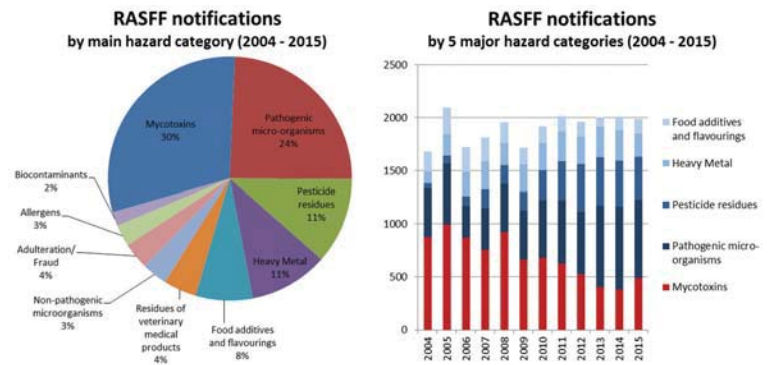 RASFF notifications
by main hazard category (2004 - 2015)
Mycotoxins
30%
Pathogenic
micro-organisms
24%
Pesticide
residues
11%
Heavy Metal
11%
Food additives
and flavourings
8%
Residues of
veterinary
medical
products
4%
Non-pathogenic
microorganisms
3%
Adulteration/
Fraud
4%
Allergens
3%
Biocontaminants
2%
RASFF notifications
by 5 major hazard categories (2004 - 2015)
2500
2000
1500
1000
500
0
2004
2005
2006
2007
2008
2009
2010
2011
2012
2013
2014
2015
Food additives
and flavourings
Heavy Metal
Pesticide residues
Pathogenic micro-
organisms
Mycotoxins